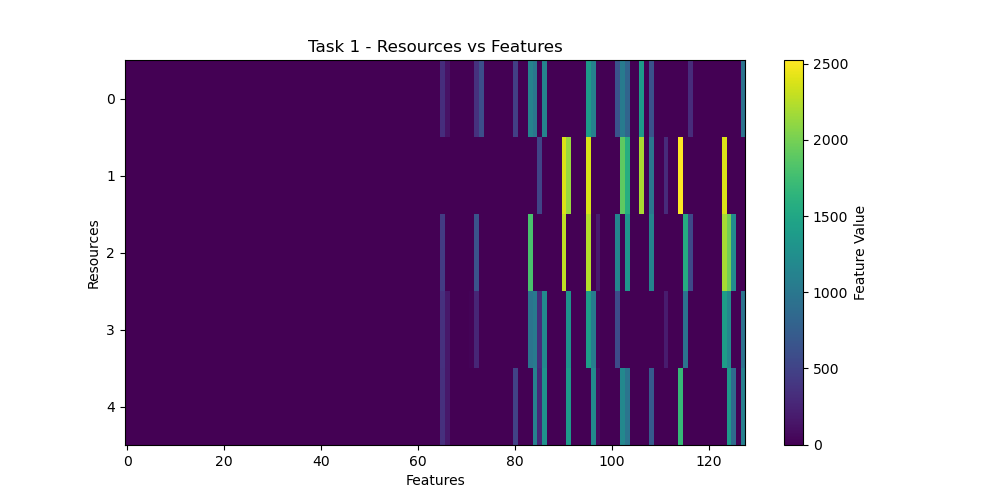 Task 1 - Resources vs Features
Resources
0
1
2
3
4
0 20 40 60 80 100 120
Features
2500
2000
1500
1000
500
0
Feature Value